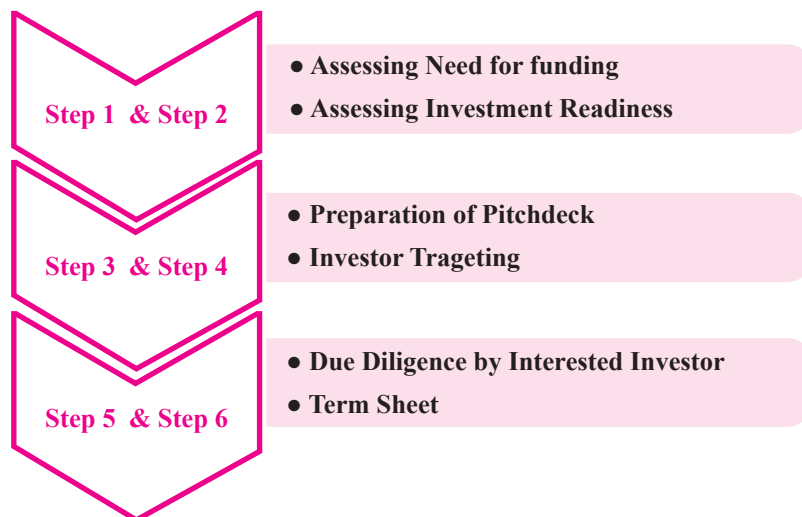 Step 1 & Step 2
● Assessing Need for funding
● Assessing Investment Readiness
Step 3 & Step 4
● Preparation of Pitchdeck
● Investor Trageting
Step 5 & Step 6
● Due Diligence by Interested Investor
● Term Sheet